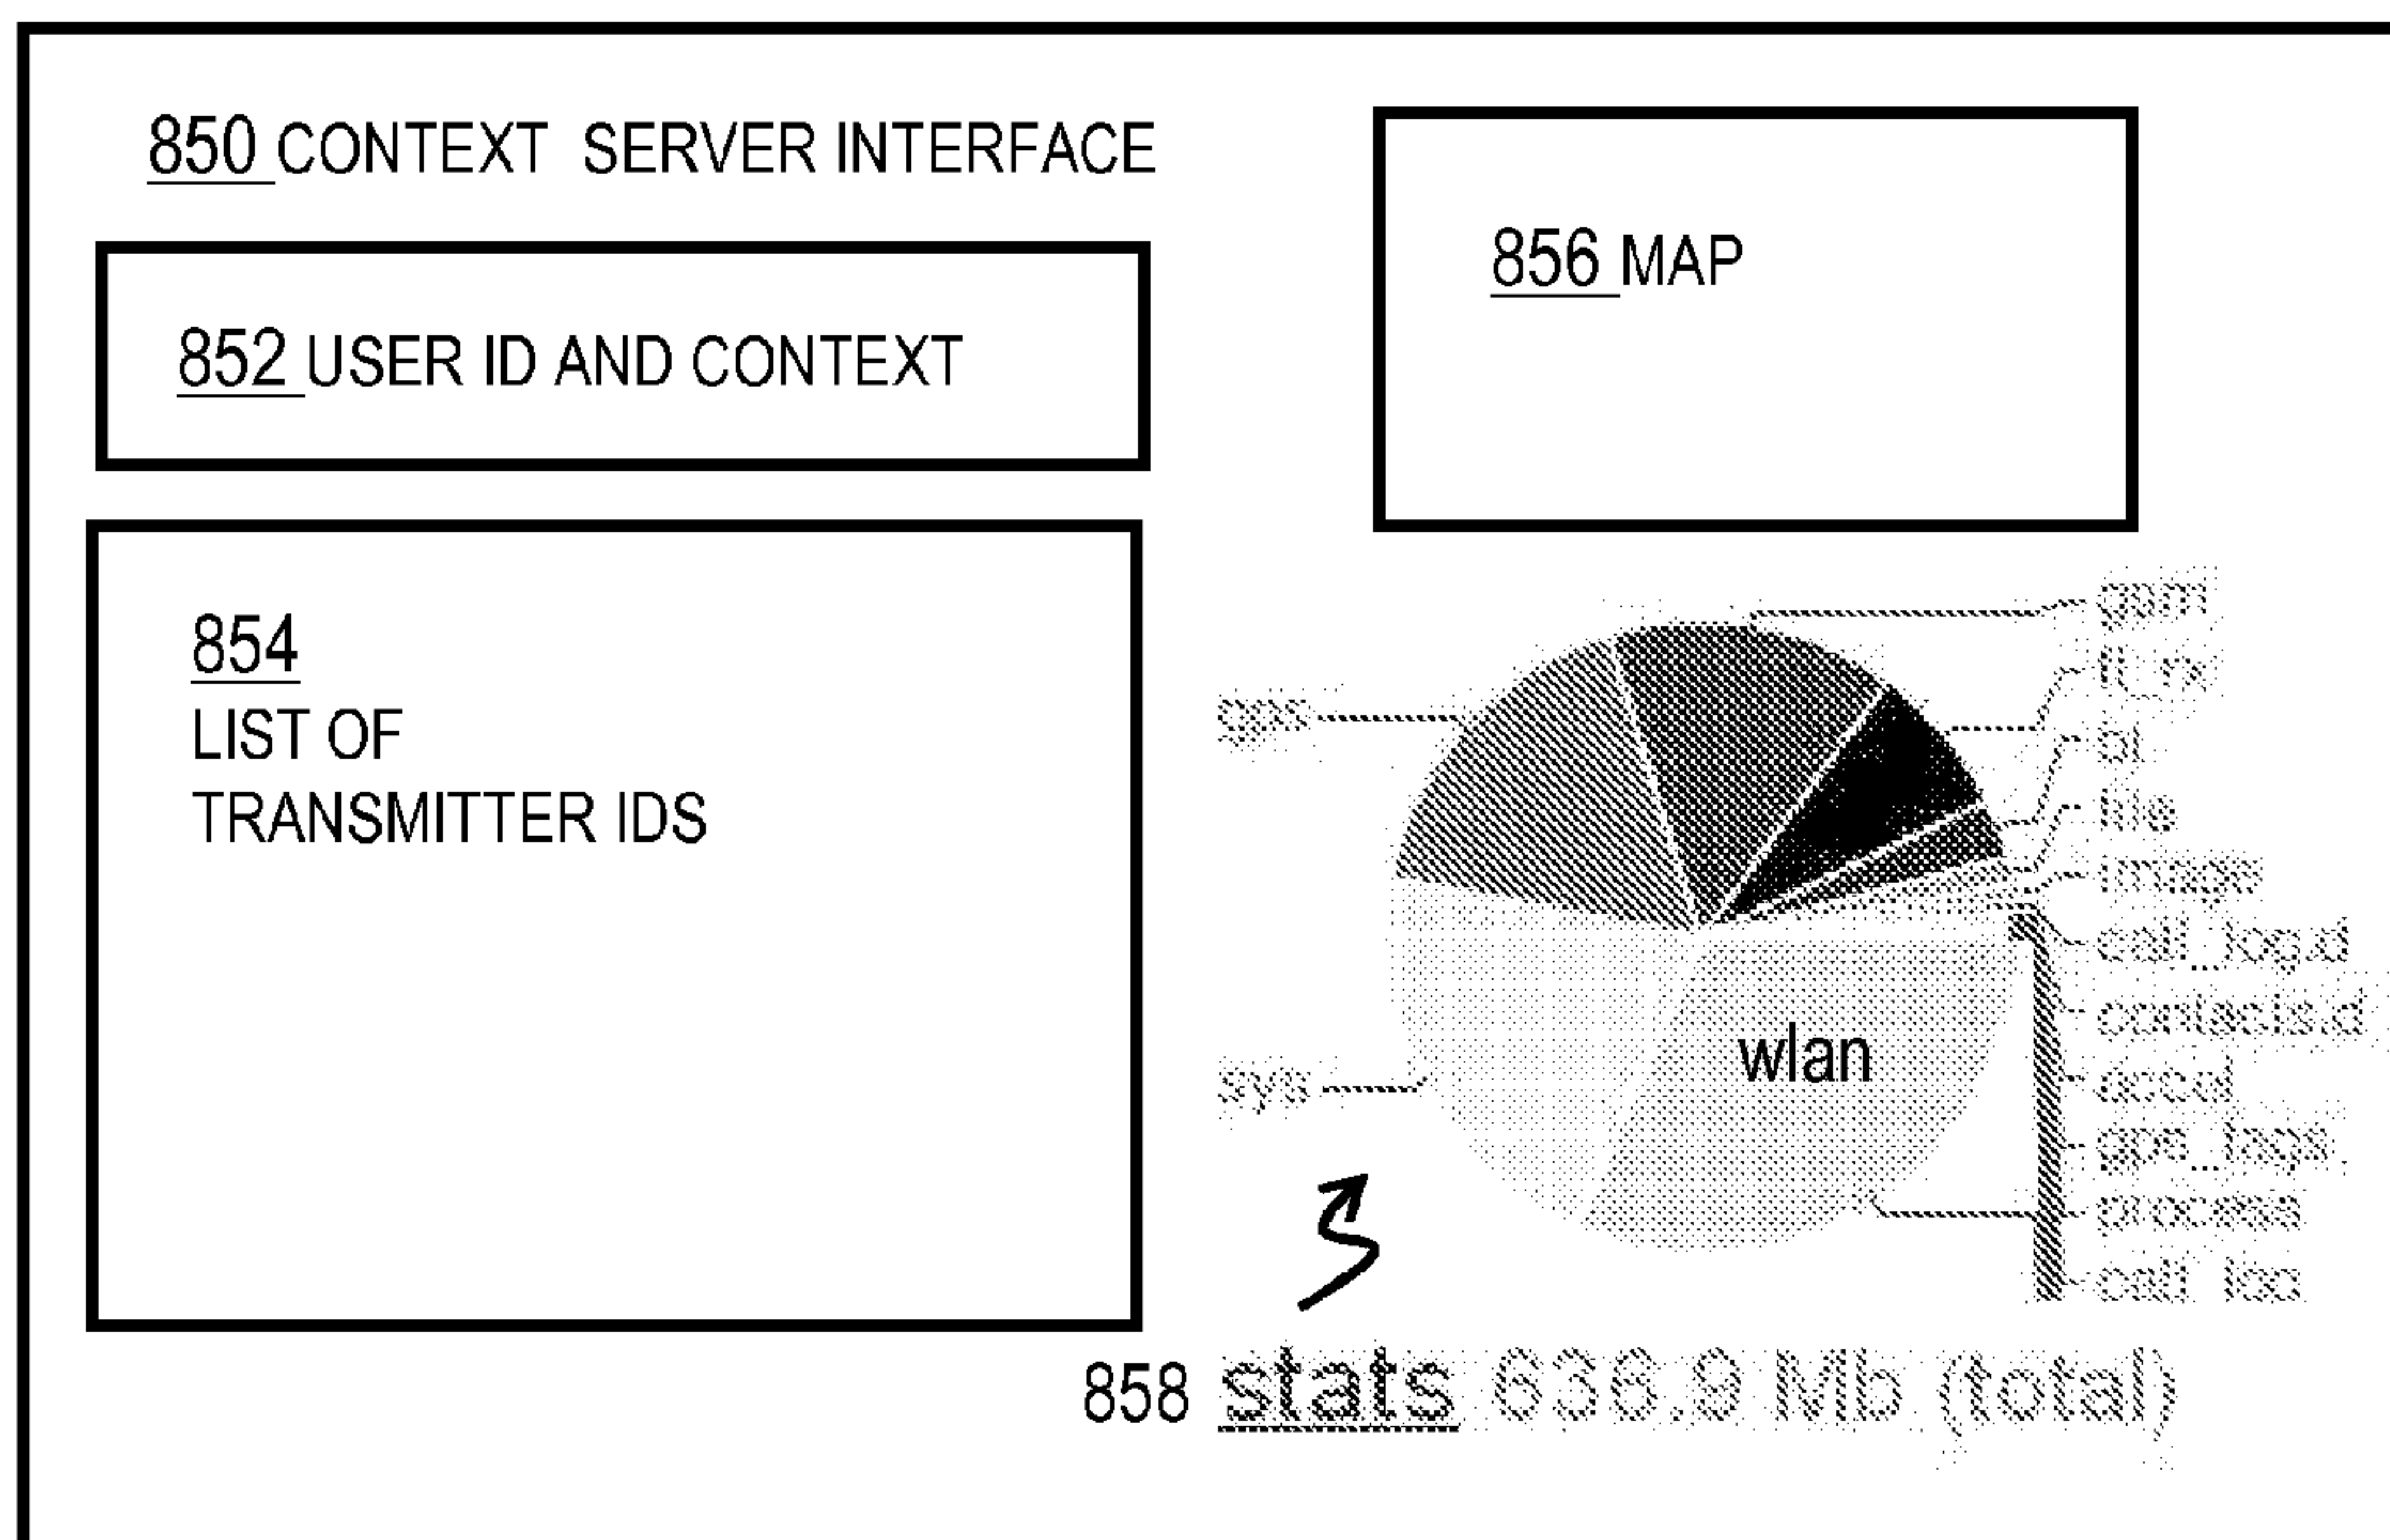 850 CONTEXT SERVER INTERFACE
852 USER ID AND CONTEXT
854
LIST OF
TRANSMITTER IDS
856 MAP
gsm
bt
file
image
call_log.d
contacts.d
gps
accel
gps_logs
process
sys
wlan
858 stats 636.9 Mb (total)